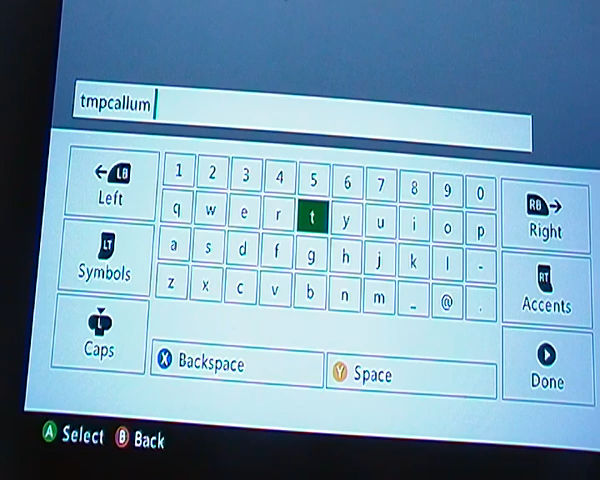 tmpcallum
LB Left
1 2 3 4 5 6 7 8 9 0
RB Right
q w e r t y u i o p
LT Symbols
a s d f g h j k l -
RT Accents
z x c v b n m _ @ .
L Caps
X Backspace
Y Space
Done
A Select B Back